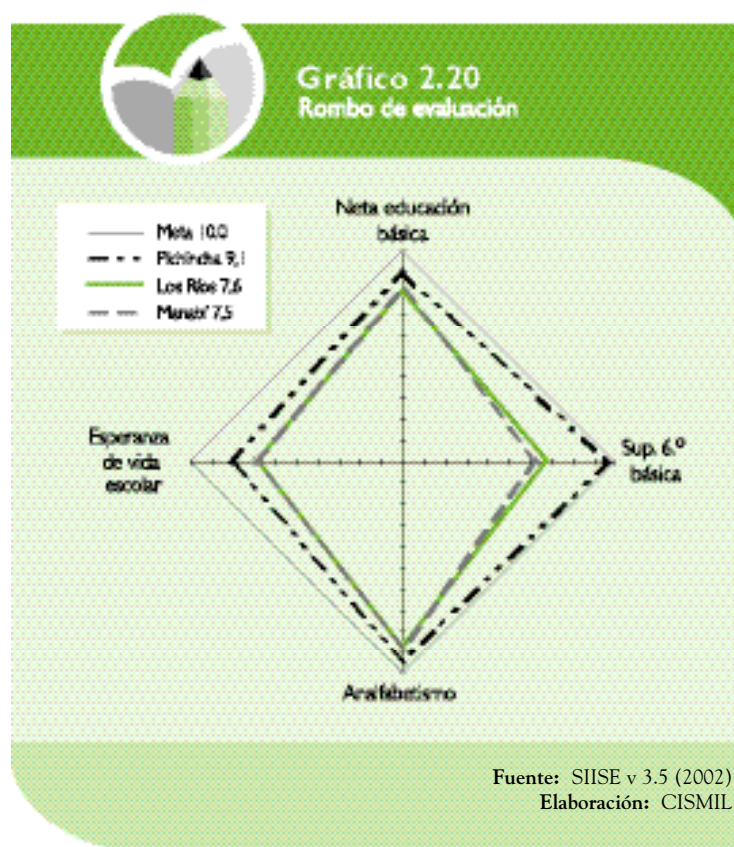 Gráfico 2.20
Rombo de evaluación
Meta 10.0
Pichincha 9,1
Los Ríos 7,6
Manabí 7,5
Neta educación
básica
Esperanza
de vida
escolar
Sup. 6.º
básica
Analfabetismo
Fuente: SIISE v 3.5 (2002)
Elaboración: CISMIL